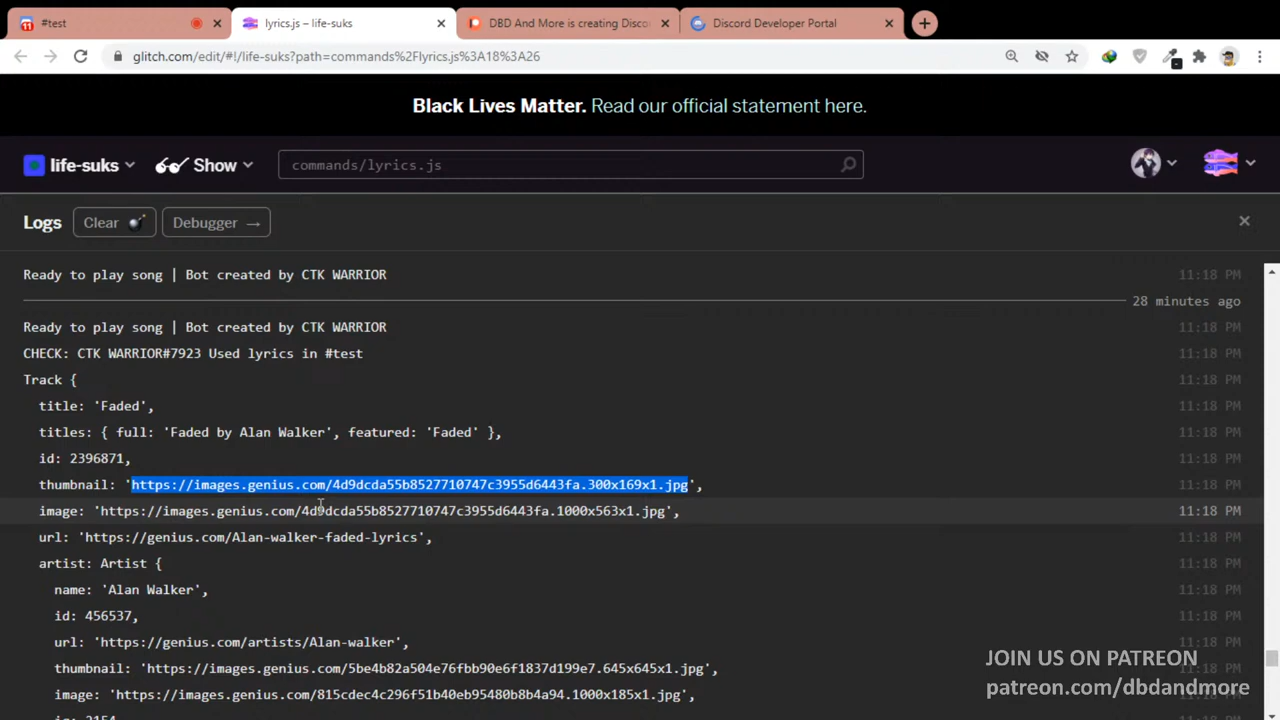 #test
lyrics.js – life-suks
DBD And More is creating Disco
Discord Developer Portal
glitch.com/edit/#!/life-suks?path=commands%2Flyrics.js%3A18%3A26
Black Lives Matter. Read our official statement here.
life-suks
Show
commands/lyrics.js
Logs
Clear
Debugger →
Ready to play song | Bot created by CTK WARRIOR 11:18 PM
28 minutes ago
Ready to play song | Bot created by CTK WARRIOR 11:18 PM
CHECK: CTK WARRIOR#7923 Used lyrics in #test 11:18 PM
Track { 11:18 PM
title: 'Faded', 11:18 PM
titles: { full: 'Faded by Alan Walker', featured: 'Faded' }, 11:18 PM
id: 2396871, 11:18 PM
thumbnail: 'https://images.genius.com/4d9dcda55b8527710747c3955d6443fa.300x169x1.jpg', 11:18 PM
image: 'https://images.genius.com/4d9dcda55b8527710747c3955d6443fa.1000x563x1.jpg', 11:18 PM
url: 'https://genius.com/Alan-walker-faded-lyrics', 11:18 PM
artist: Artist { 11:18 PM
name: 'Alan Walker', 11:18 PM
id: 456537, 11:18 PM
url: 'https://genius.com/artists/Alan-walker', 11:18 PM
thumbnail: 'https://images.genius.com/5be4b82a504e76fbb90e6f1837d199e7.645x645x1.jpg', 11:18 PM
image: 'https://images.genius.com/815cdec4c296f51b40eb95480b8b4a94.1000x185x1.jpg', 11:18 PM
JOIN US ON PATREON
patreon.com/dbdandmore